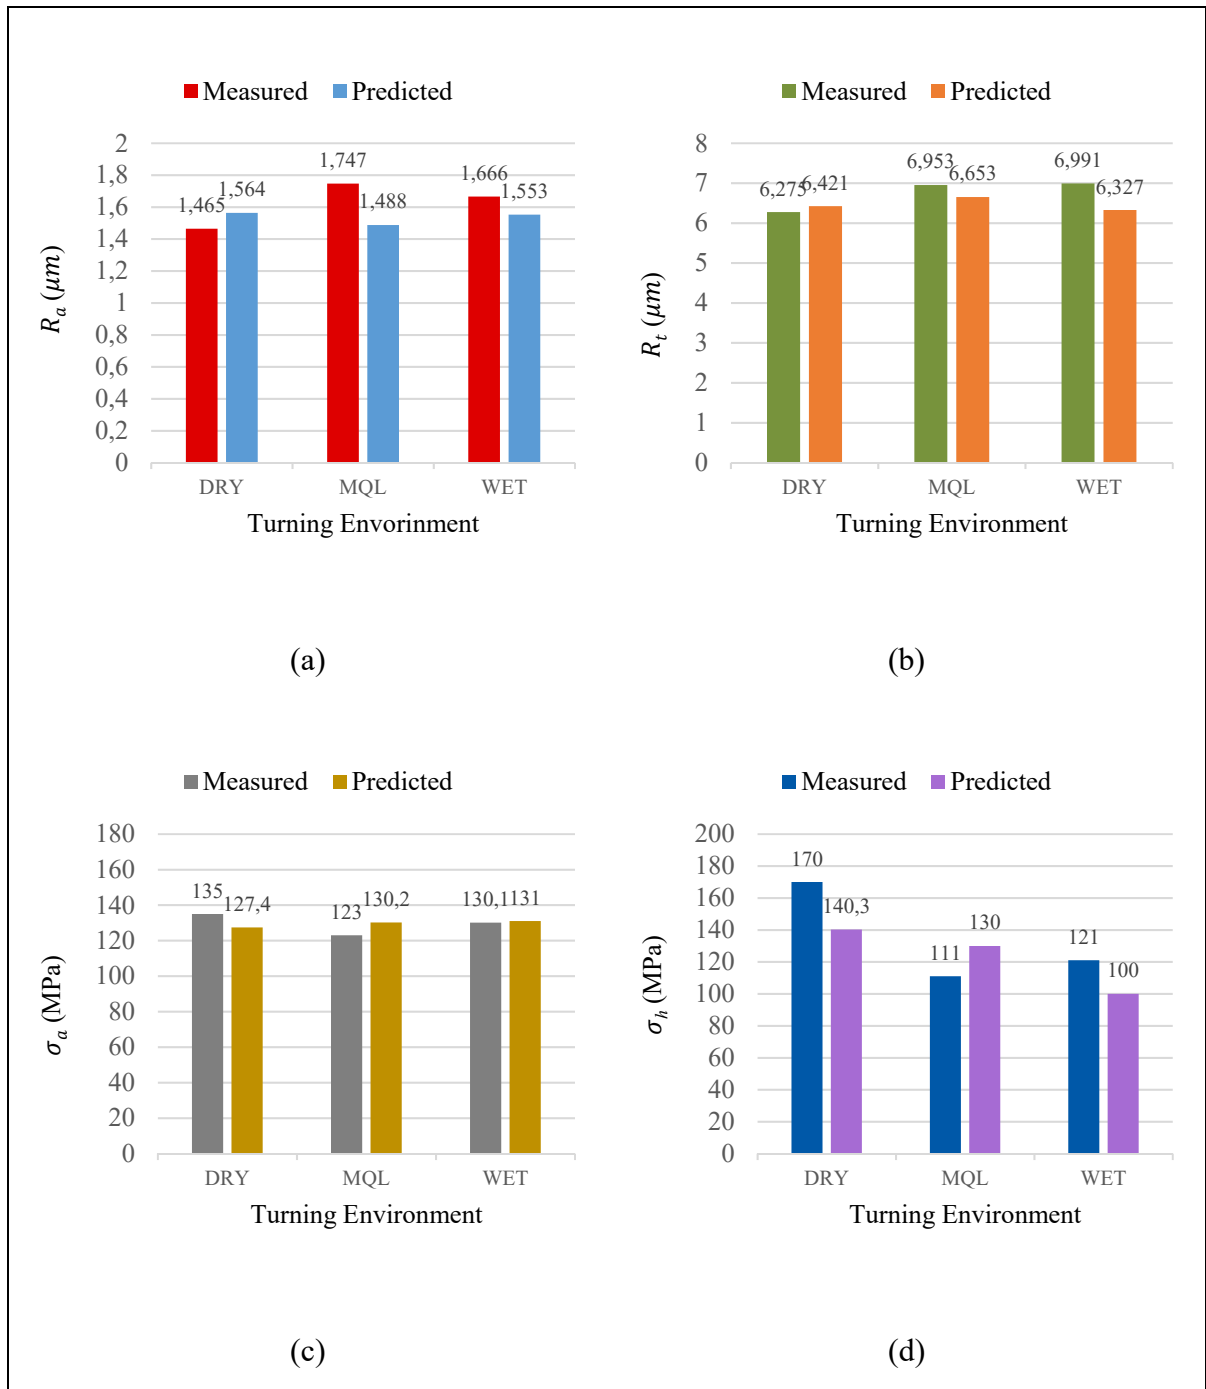 Measured Predicted
2
1,8
1,6
1,4
1,2
1
0,8
0,6
0,4
0,2
0
R_a (μm)
1,465 1,564 1,747 1,488 1,666 1,553
DRY MQL WET
Turning Envorinment
(a)
Measured Predicted
8
7
6
5
4
3
2
1
0
R_t (μm)
6,275 6,421 6,953 6,653 6,991 6,327
DRY MQL WET
Turning Environment
(b)
Measured Predicted
180
160
140
120
100
80
60
40
20
0
σ_a (MPa)
135 127,4 123 130,2 130,1 131
DRY MQL WET
Turning Environment
(c)
Measured Predicted
200
180
160
140
120
100
80
60
40
20
0
σ_h (MPa)
170 140,3 111 130 121 100
DRY MQL WET
Turning Environment
(d)